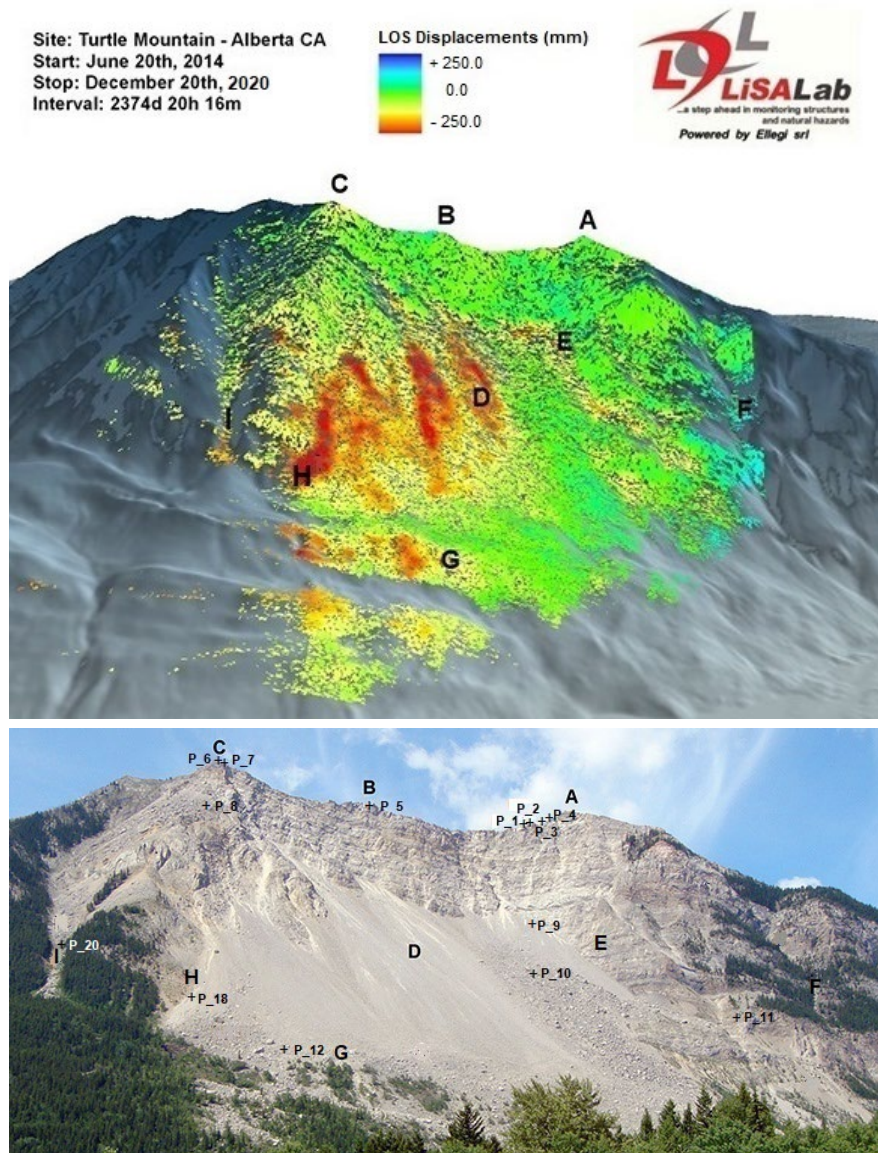 Site: Turtle Mountain - Alberta CA
Start: June 20th, 2014
Stop: December 20th, 2020
Interval: 2374d 20h 16m
LOS Displacements (mm)
+ 250.0
0.0
- 250.0
L L
LiSALab
...a step ahead in monitoring structures
and natural hazards
Powered by Ellegi srl
C
B
A
E
D
F
I
H
G
C
P_6 P_7
B
A
P_8
P_5
P_2
P_1 P_4
P_3
P_9
E
D
I P_20
P_10
H
P_18
F
P_11
P_12 G